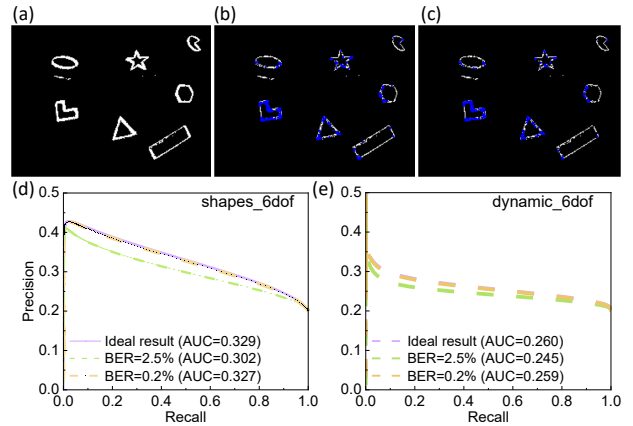 (a) (b) (c)
(d) (e)
shapes_6dof
0.5
0.4
0.3
0.2
0.1
0.0
Precision
Ideal result (AUC=0.329)
BER=2.5% (AUC=0.302)
BER=0.2% (AUC=0.327)
0.0 0.2 0.4 0.6 0.8 1.0
Recall
dynamic_6dof
0.5
0.4
0.3
0.2
0.1
0.0
Ideal result (AUC=0.260)
BER=2.5% (AUC=0.245)
BER=0.2% (AUC=0.259)
0.0 0.2 0.4 0.6 0.8 1.0
Recall